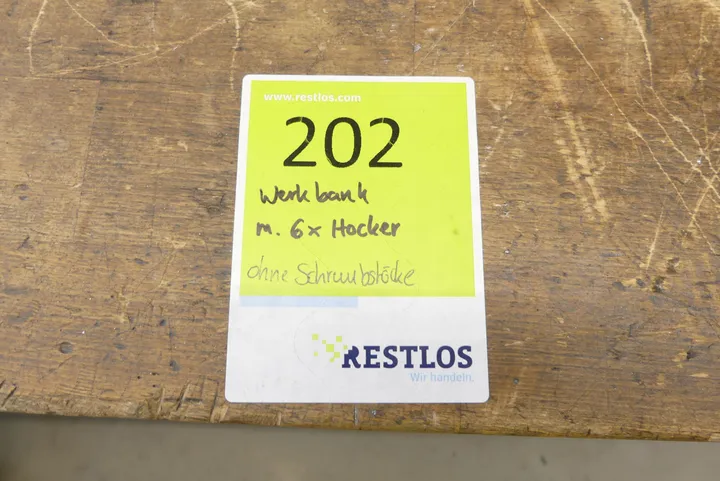 www.restlos.com
202
Werkbank
m. 6x Hocker
ohne Schraubstöcke
RESTLOS
Wir handeln.